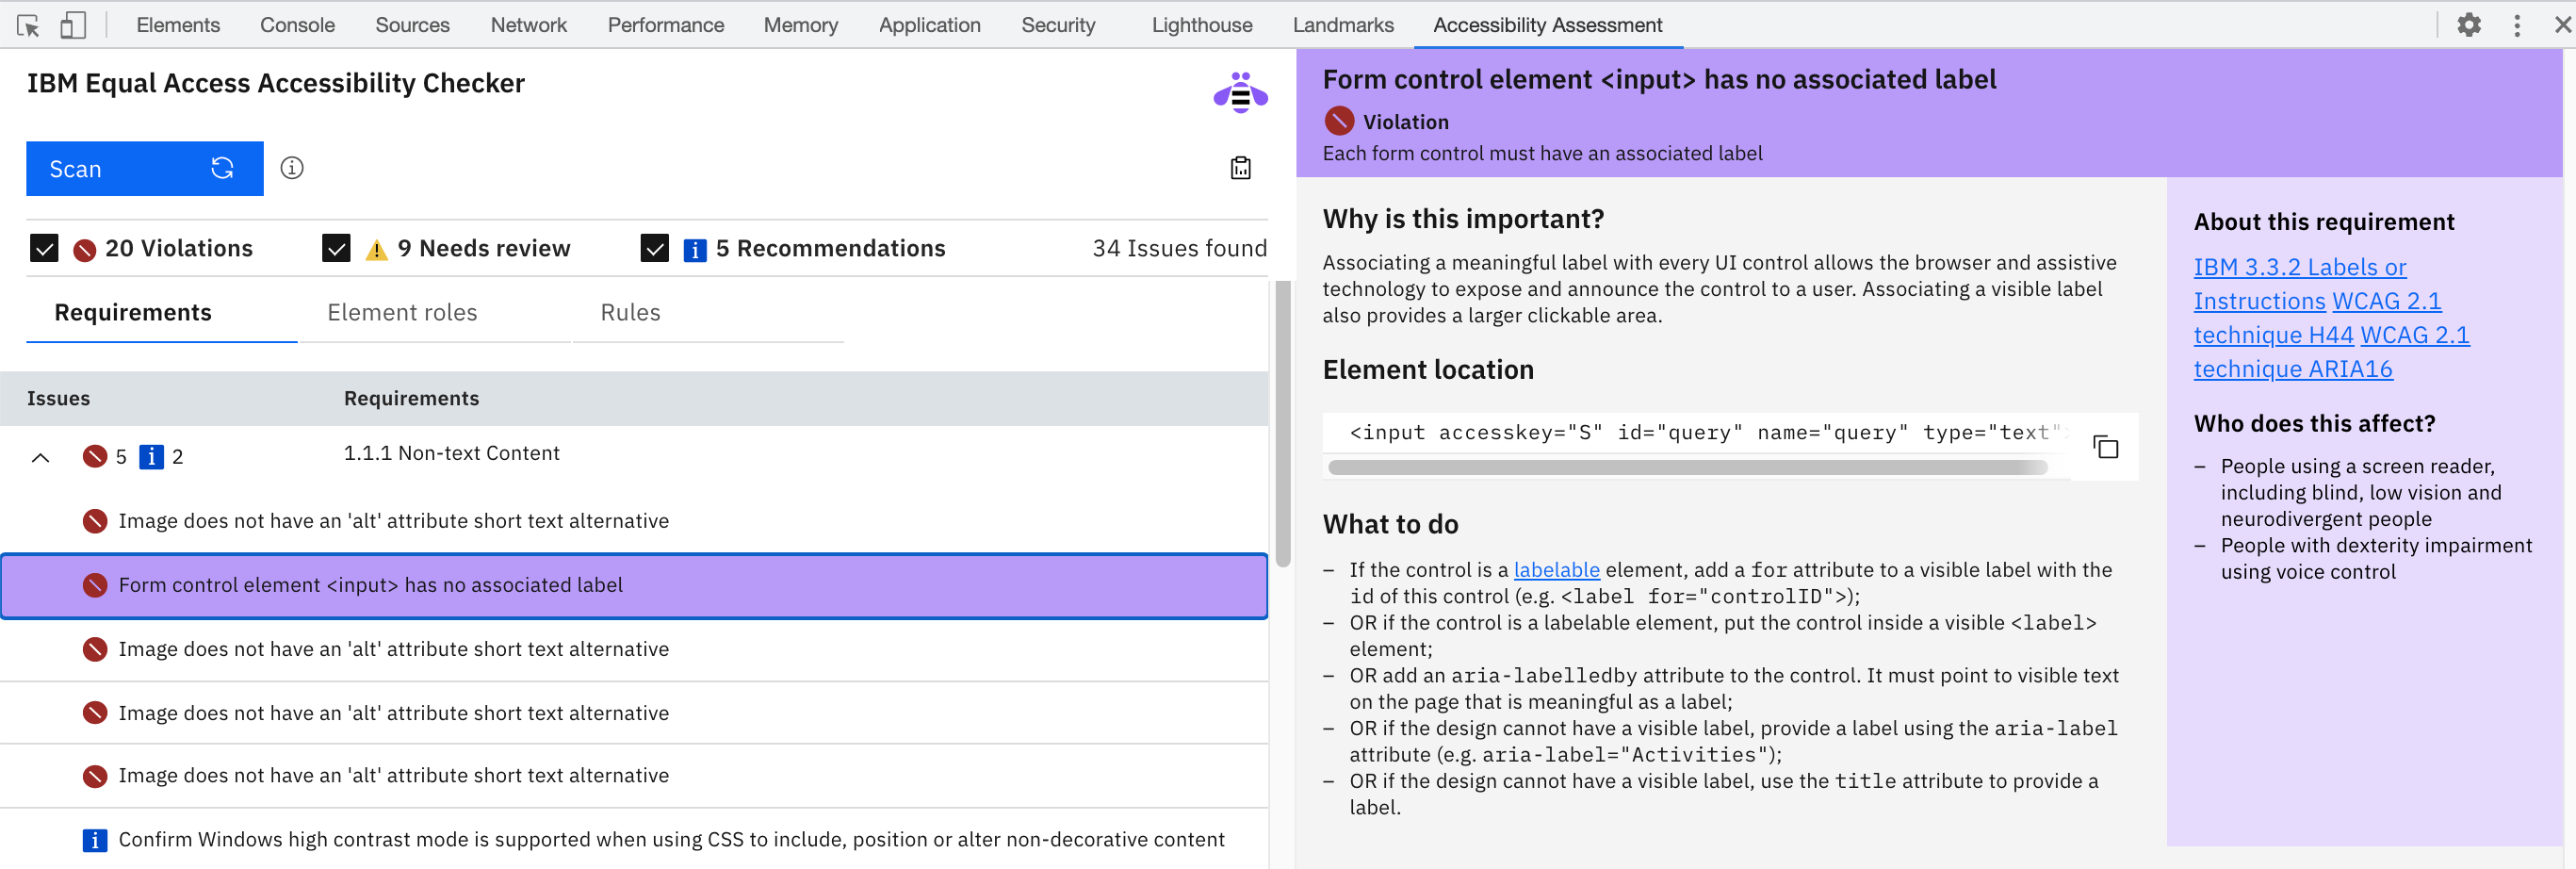 Elements Console Sources Network Performance Memory Application Security Lighthouse Landmarks Accessibility Assessment
IBM Equal Access Accessibility Checker
Scan
20 Violations 9 Needs review 5 Recommendations 34 Issues found
Requirements Element roles Rules
Issues Requirements
5 2 1.1.1 Non-text Content
Image does not have an 'alt' attribute short text alternative
Form control element <input> has no associated label
Image does not have an 'alt' attribute short text alternative
Image does not have an 'alt' attribute short text alternative
Image does not have an 'alt' attribute short text alternative
Confirm Windows high contrast mode is supported when using CSS to include, position or alter non-decorative content
Form control element <input> has no associated label
Violation
Each form control must have an associated label
Why is this important?
Associating a meaningful label with every UI control allows the browser and assistive
technology to expose and announce the control to a user. Associating a visible label
also provides a larger clickable area.
Element location
<input accesskey="S" id="query" name="query" type="text">
What to do
– If the control is a labelable element, add a for attribute to a visible label with the
id of this control (e.g. <label for="controlID">);
– OR if the control is a labelable element, put the control inside a visible <label>
element;
– OR add an aria-labelledby attribute to the control. It must point to visible text
on the page that is meaningful as a label;
– OR if the design cannot have a visible label, provide a label using the aria-label
attribute (e.g. aria-label="Activities");
– OR if the design cannot have a visible label, use the title attribute to provide a
label.
About this requirement
IBM 3.3.2 Labels or
Instructions WCAG 2.1
technique H44 WCAG 2.1
technique ARIA16
Who does this affect?
– People using a screen reader,
including blind, low vision and
neurodivergent people
– People with dexterity impairment
using voice control